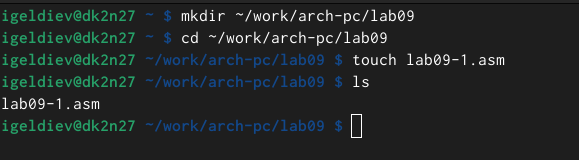 igeldiev@dk2n27 ~ $ mkdir ~/work/arch-pc/lab09
igeldiev@dk2n27 ~ $ cd ~/work/arch-pc/lab09
igeldiev@dk2n27 ~/work/arch-pc/lab09 $ touch lab09-1.asm
igeldiev@dk2n27 ~/work/arch-pc/lab09 $ ls
lab09-1.asm
igeldiev@dk2n27 ~/work/arch-pc/lab09 $